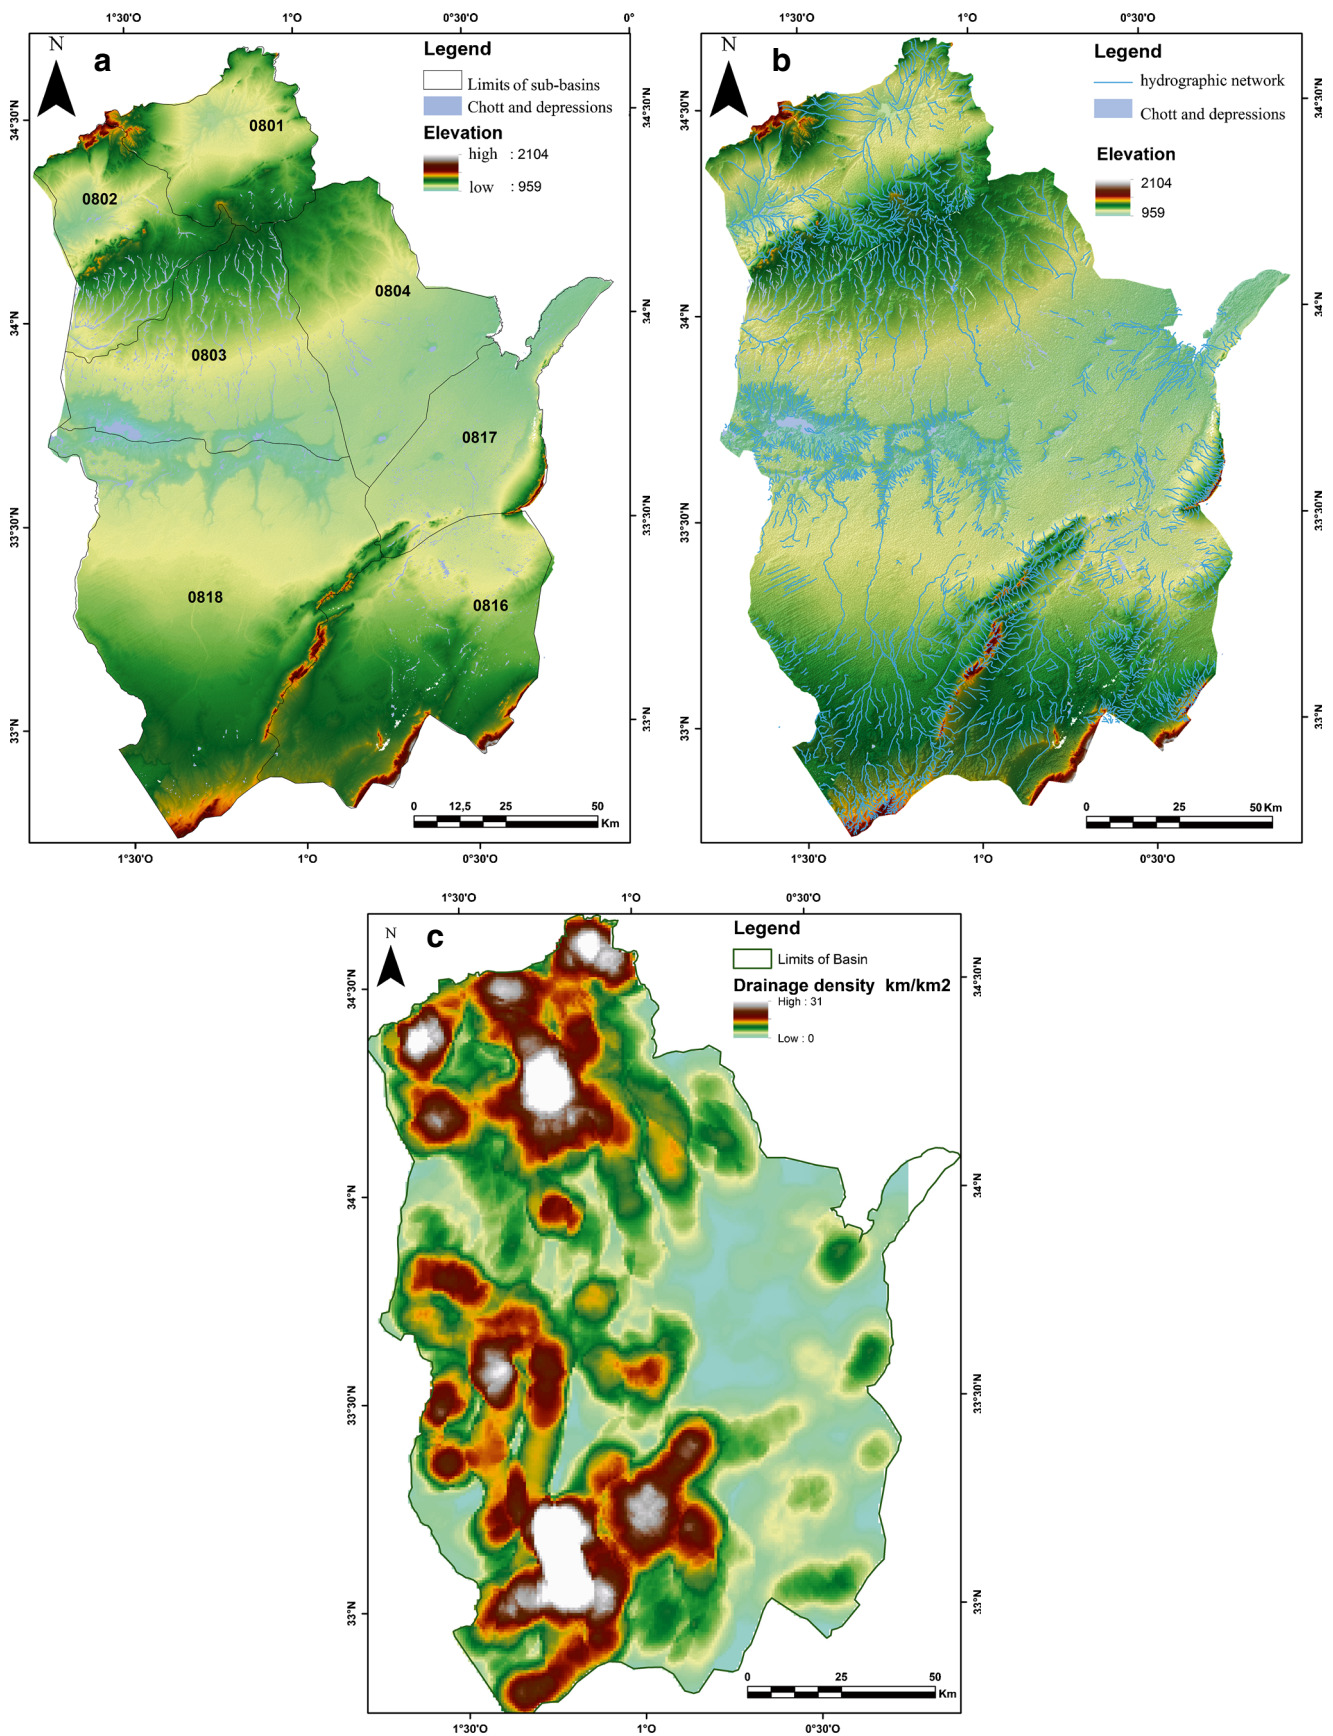 1°30'O 1°O 0°30'O 0°
1°30'O 1°O 0°30'O
N
a
Legend
Limits of sub-basins
Chott and depressions
Elevation
high : 2104
low : 959
34°30'N
34°N
33°30'N
33°N
34°30'N
34°N
33°30'N
33°N
0801
0802
0804
0803
0817
0818
0816
0 12,5 25 50
Km
1°30'O 1°O 0°30'O
N
b
Legend
hydrographic network
Chott and depressions
Elevation
2104
959
34°30'N
34°N
33°30'N
33°N
34°30'N
34°N
33°30'N
33°N
0 25 50 Km
1°30'O 1°O 0°30'O
1°30'O 1°O 0°30'O
N
c
Legend
Limits of Basin
Drainage density km/km2
High : 31
Low : 0
34°30'N
34°N
33°30'N
33°N
34°30'N
34°N
33°30'N
33°N
0 25 50
Km
1°30'O 1°O 0°30'O